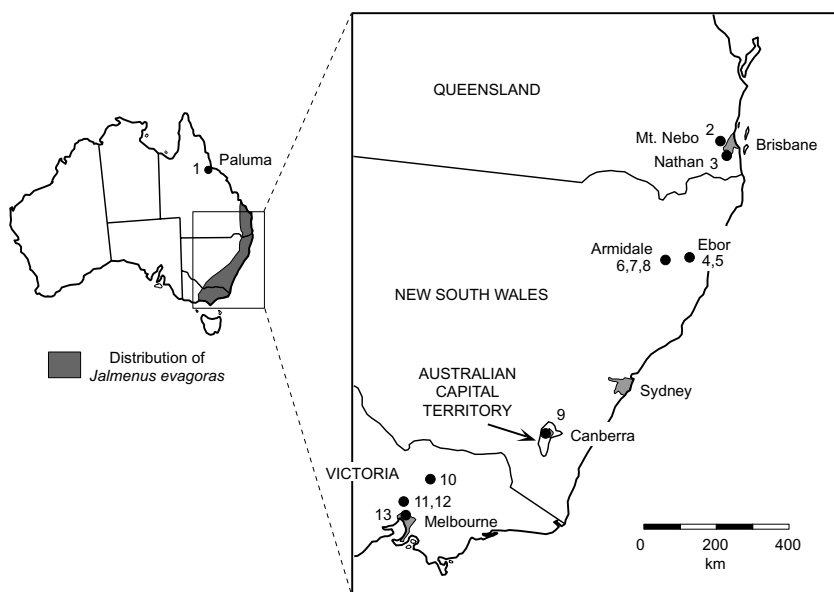 1
Paluma
Distribution of
Jalmenus evagoras
QUEENSLAND
Mt. Nebo
2
Brisbane
Nathan
3
Armidale
6,7,8
Ebor
4,5
NEW SOUTH WALES
Sydney
AUSTRALIAN
CAPITAL
TERRITORY
9
Canberra
VICTORIA
10
11,12
13
Melbourne
0 200 400
km